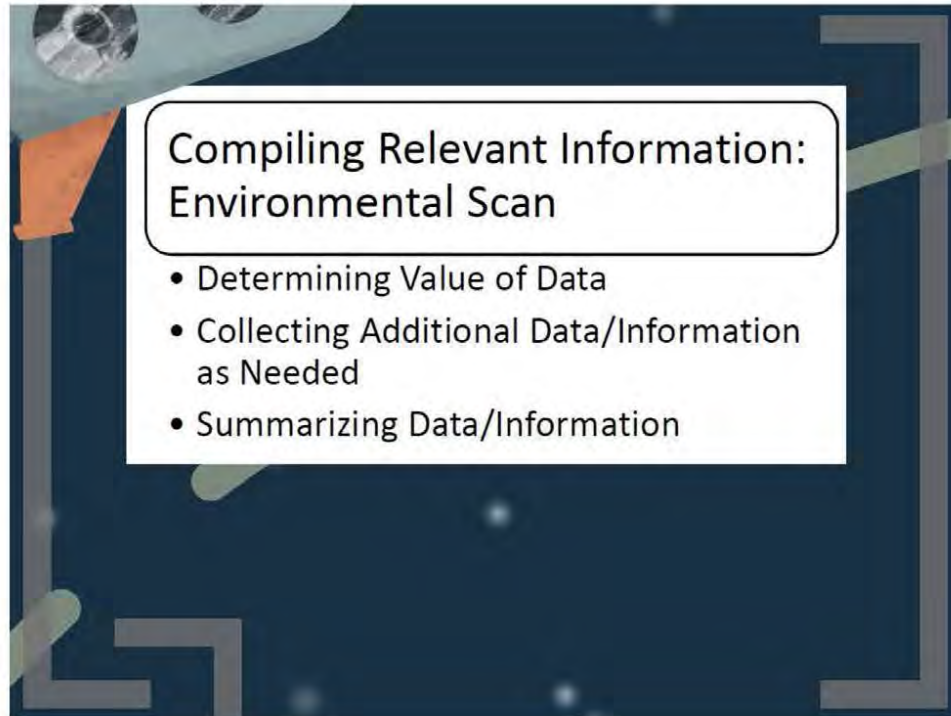 Compiling Relevant Information:
Environmental Scan
• Determining Value of Data
• Collecting Additional Data/Information
as Needed
• Summarizing Data/Information